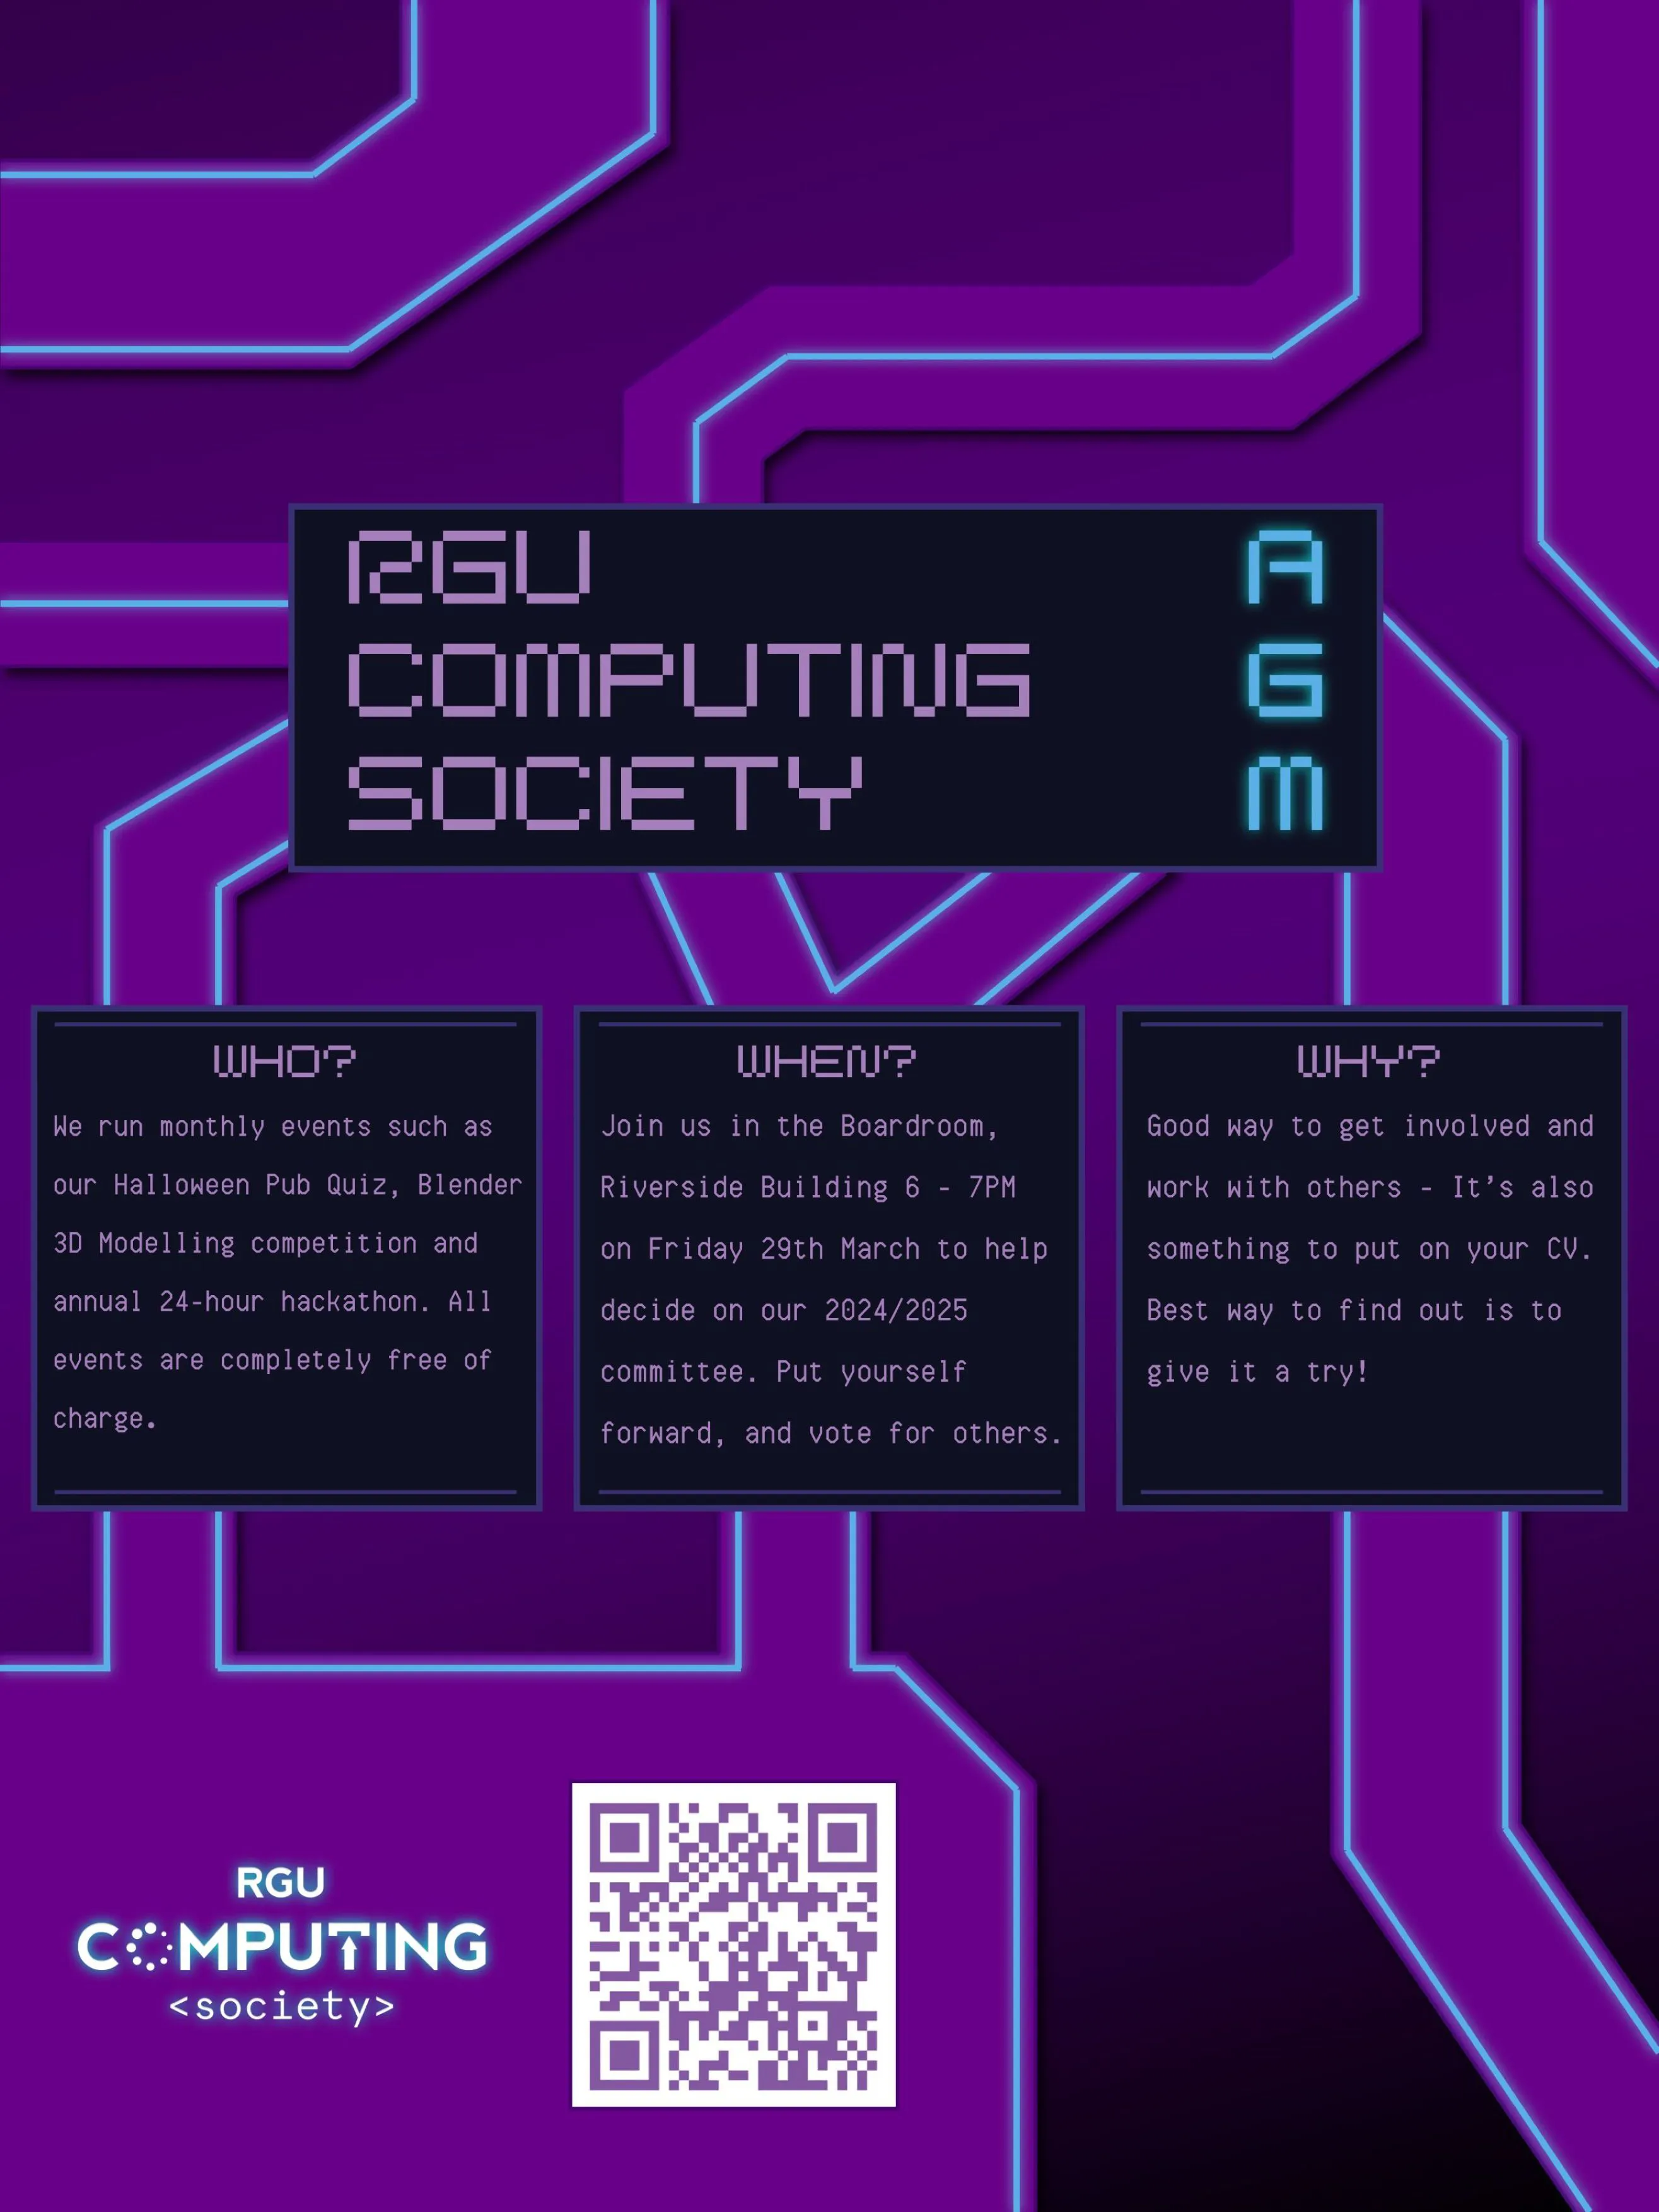 RGU
COMPUTING
SOCIETY
A
G
M
WHO?
We run monthly events such as
our Halloween Pub Quiz, Blender
3D Modelling competition and
annual 24-hour hackathon. All
events are completely free of
charge.
WHEN?
Join us in the Boardroom,
Riverside Building 6 - 7PM
on Friday 29th March to help
decide on our 2024/2025
committee. Put yourself
forward, and vote for others.
WHY?
Good way to get involved and
work with others - It's also
something to put on your CV.
Best way to find out is to
give it a try!
RGU
COMPUTING
<society>